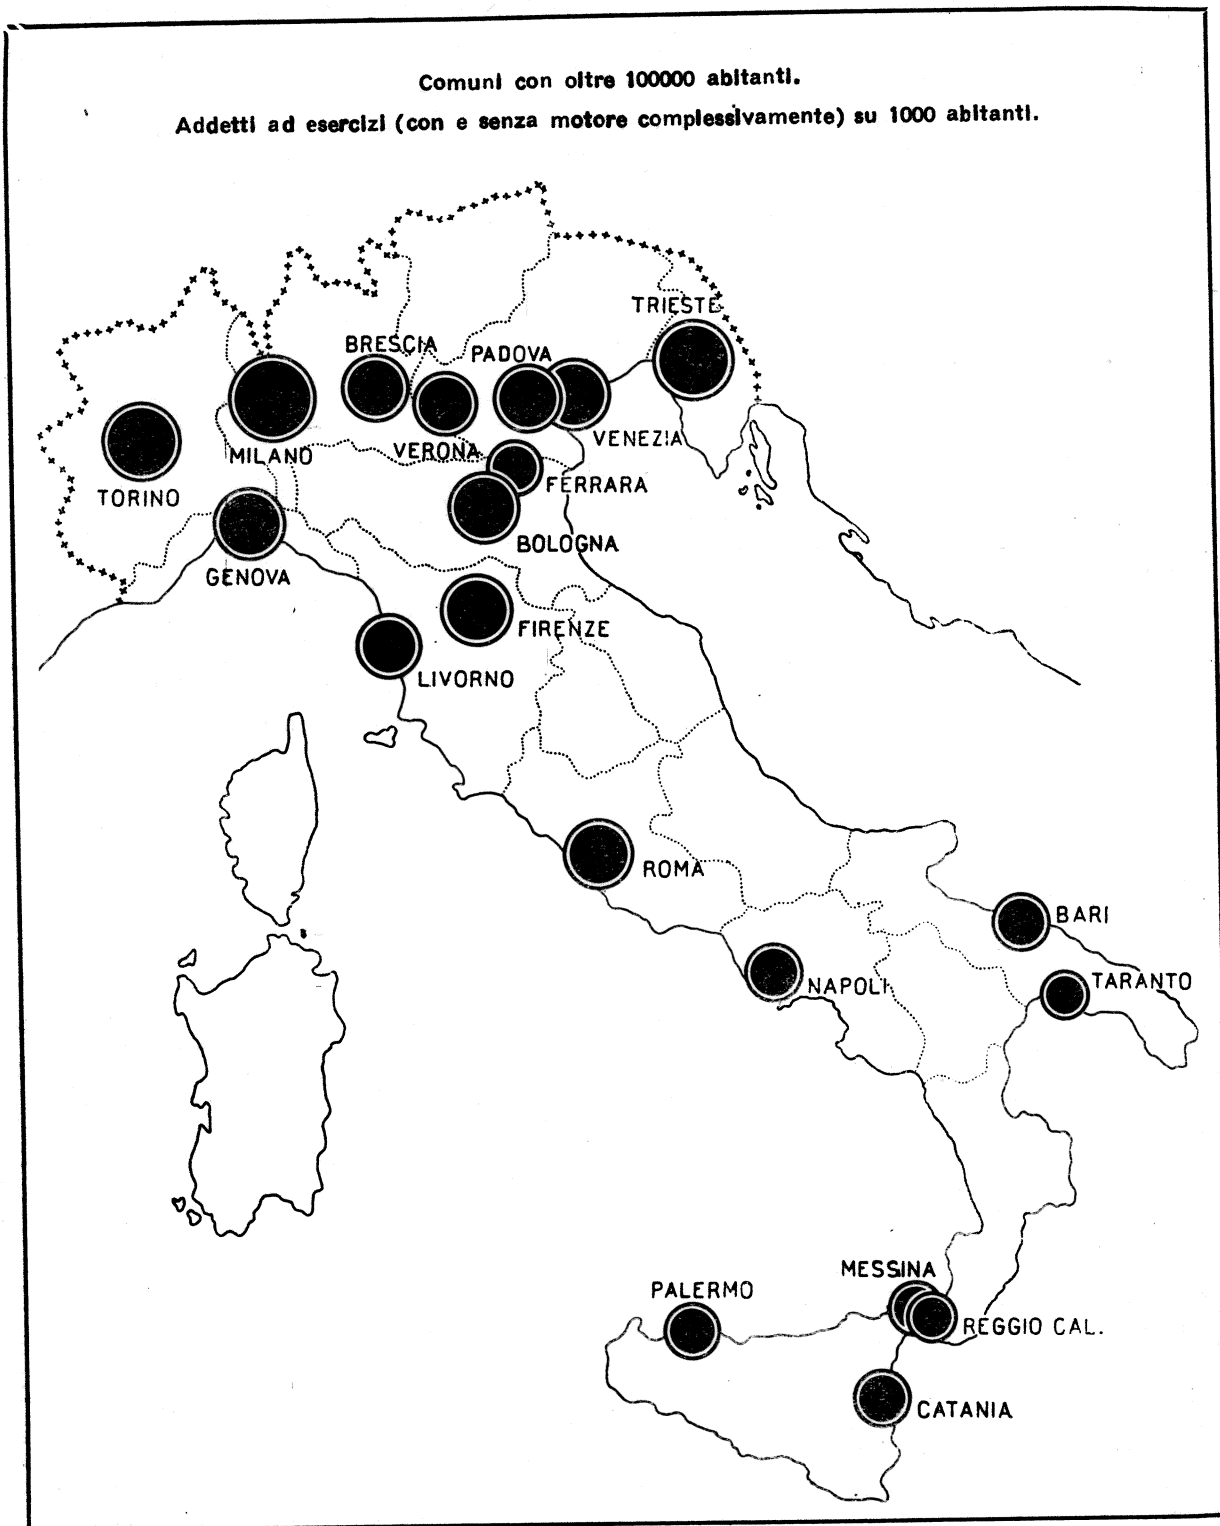 Comuni con oltre 100000 abitanti.
Addetti ad esercizi (con e senza motore complessivamente) su 1000 abitanti.
TRIESTE
BRESCIA
PADOVA
VENEZIA
VERONA
MILANO
TORINO
FERRARA
BOLOGNA
GENOVA
FIRENZE
LIVORNO
ROMA
BARI
NAPOLI
TARANTO
MESSINA
PALERMO
REGGIO CAL.
CATANIA